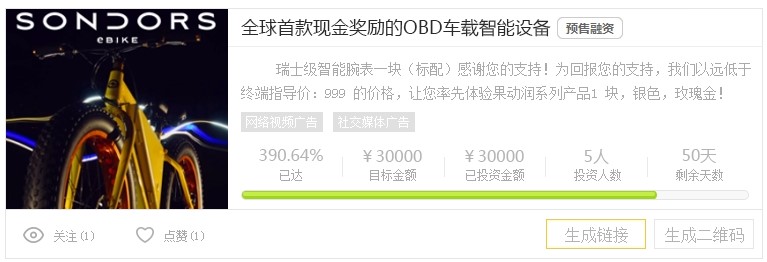 SONDORS
eBIKE
全球首款现金奖励的OBD车载智能设备 预售融资
瑞士级智能腕表一块（标配）感谢您的支持！为回报您的支持，我们以远低于
终端指导价：999 的价格，让您率先体验果动润系列产品1 块，银色，玫瑰金！
网络视频广告 社交媒体广告
390.64% ￥30000 ￥30000 5人 50天
已达 目标金额 已投资金额 投资人数 剩余天数
关注(1) 点赞(1) 生成链接 生成二维码